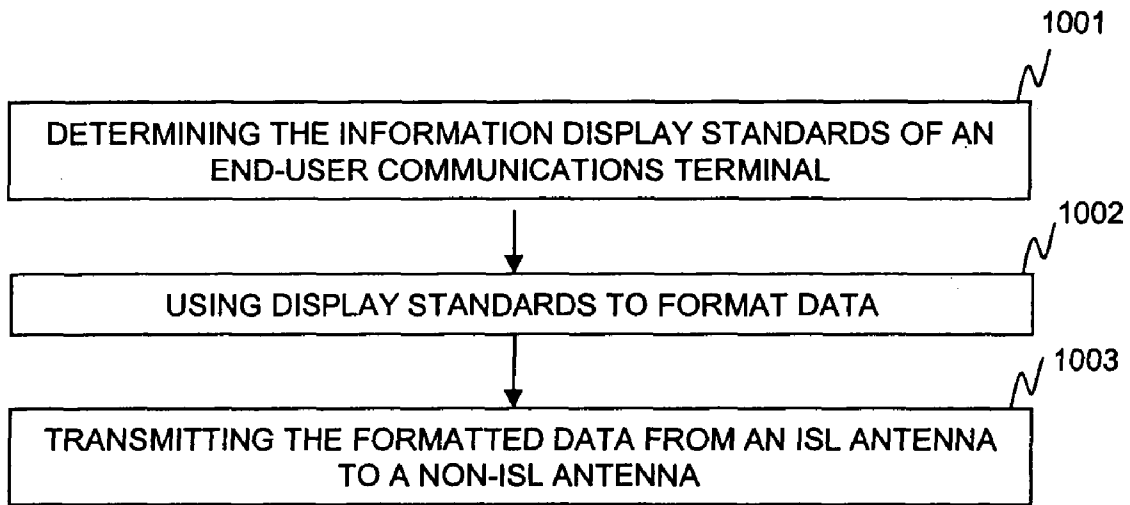 1001
DETERMINING THE INFORMATION DISPLAY STANDARDS OF AN
END-USER COMMUNICATIONS TERMINAL
1002
USING DISPLAY STANDARDS TO FORMAT DATA
1003
TRANSMITTING THE FORMATTED DATA FROM AN ISL ANTENNA
TO A NON-ISL ANTENNA